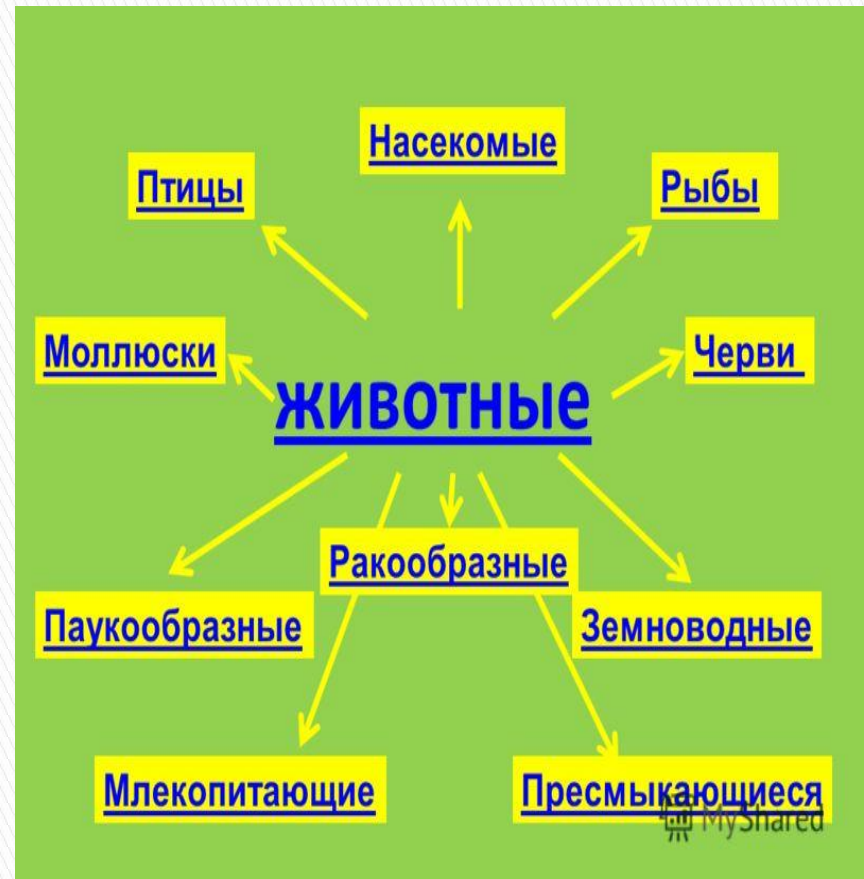 Насекомые
Птицы
Рыбы
Моллюски
Черви
животные
Ракообразные
Паукообразные
Земноводные
Млекопитающие
Пресмыкающиеся
MyShared